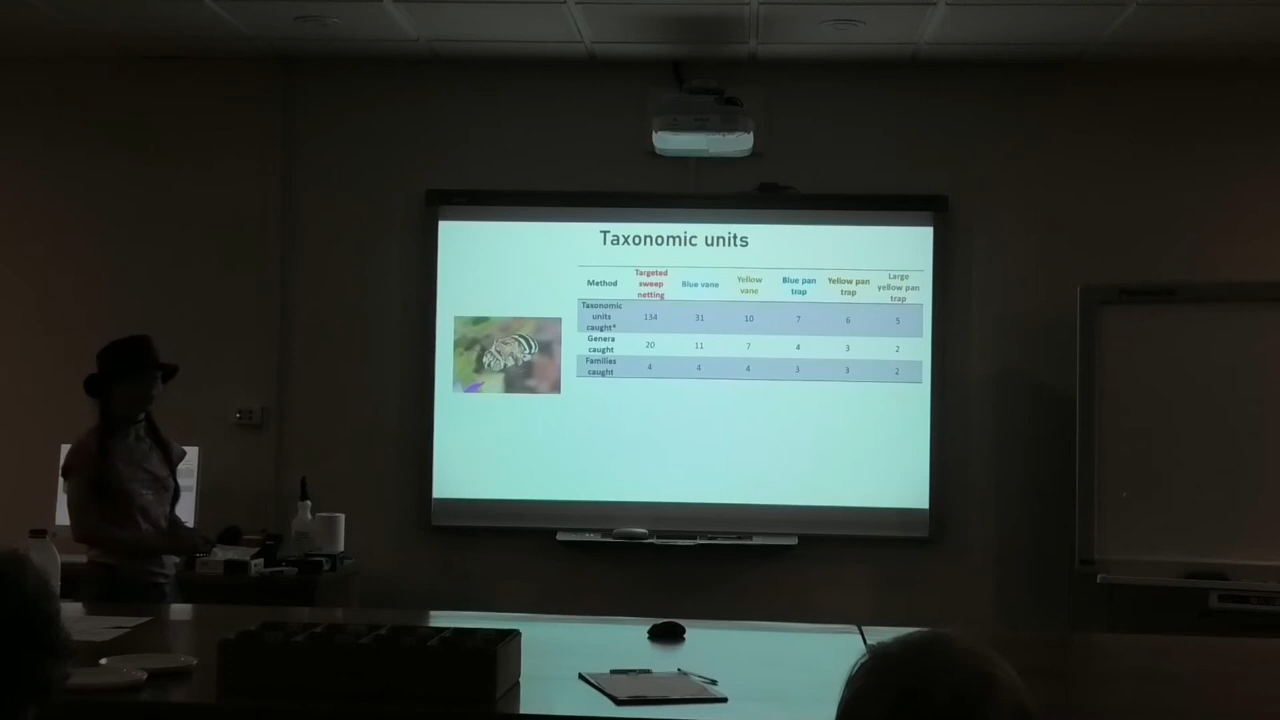 Taxonomic units
Method Targeted sweep netting Blue vane Yellow vane Blue pan trap Yellow pan trap Large yellow pan trap
Taxonomic units caught* 134 31 10 7 6 5
Genera caught 20 11 7 4 3 2
Families caught 4 4 4 3 3 2